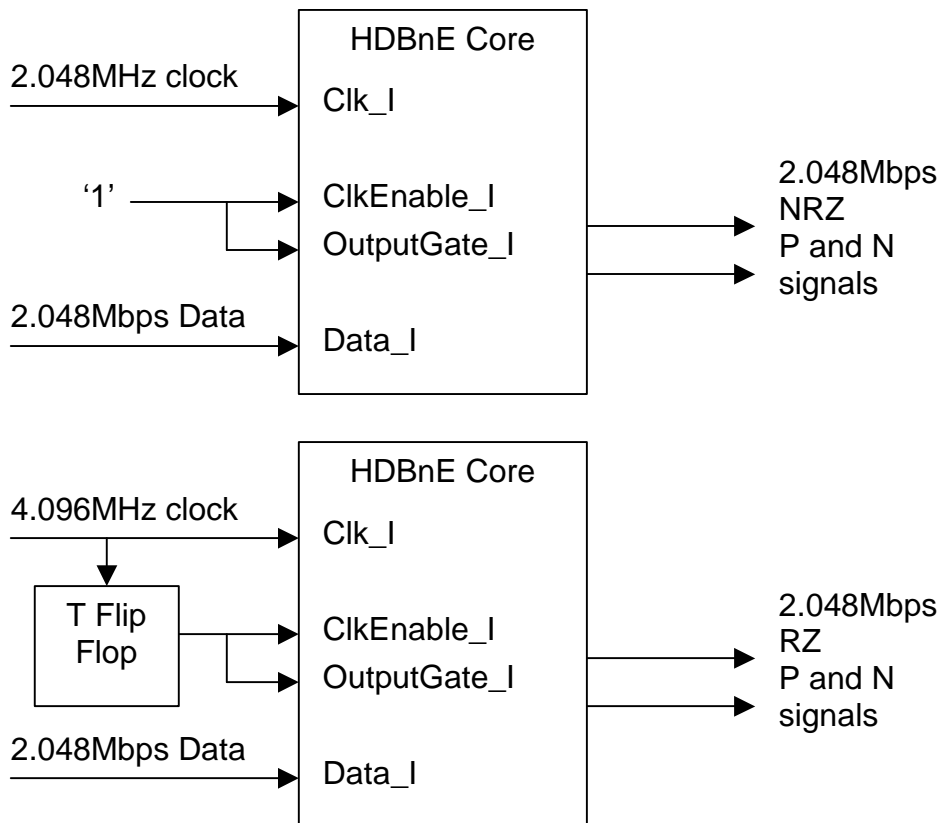 HDBnE Core
2.048MHz clock
Clk_I
‘1’
ClkEnable_I
OutputGate_I
2.048Mbps Data
Data_I
2.048Mbps
NRZ
P and N
signals
HDBnE Core
4.096MHz clock
Clk_I
T Flip
Flop
ClkEnable_I
OutputGate_I
2.048Mbps Data
Data_I
2.048Mbps
RZ
P and N
signals